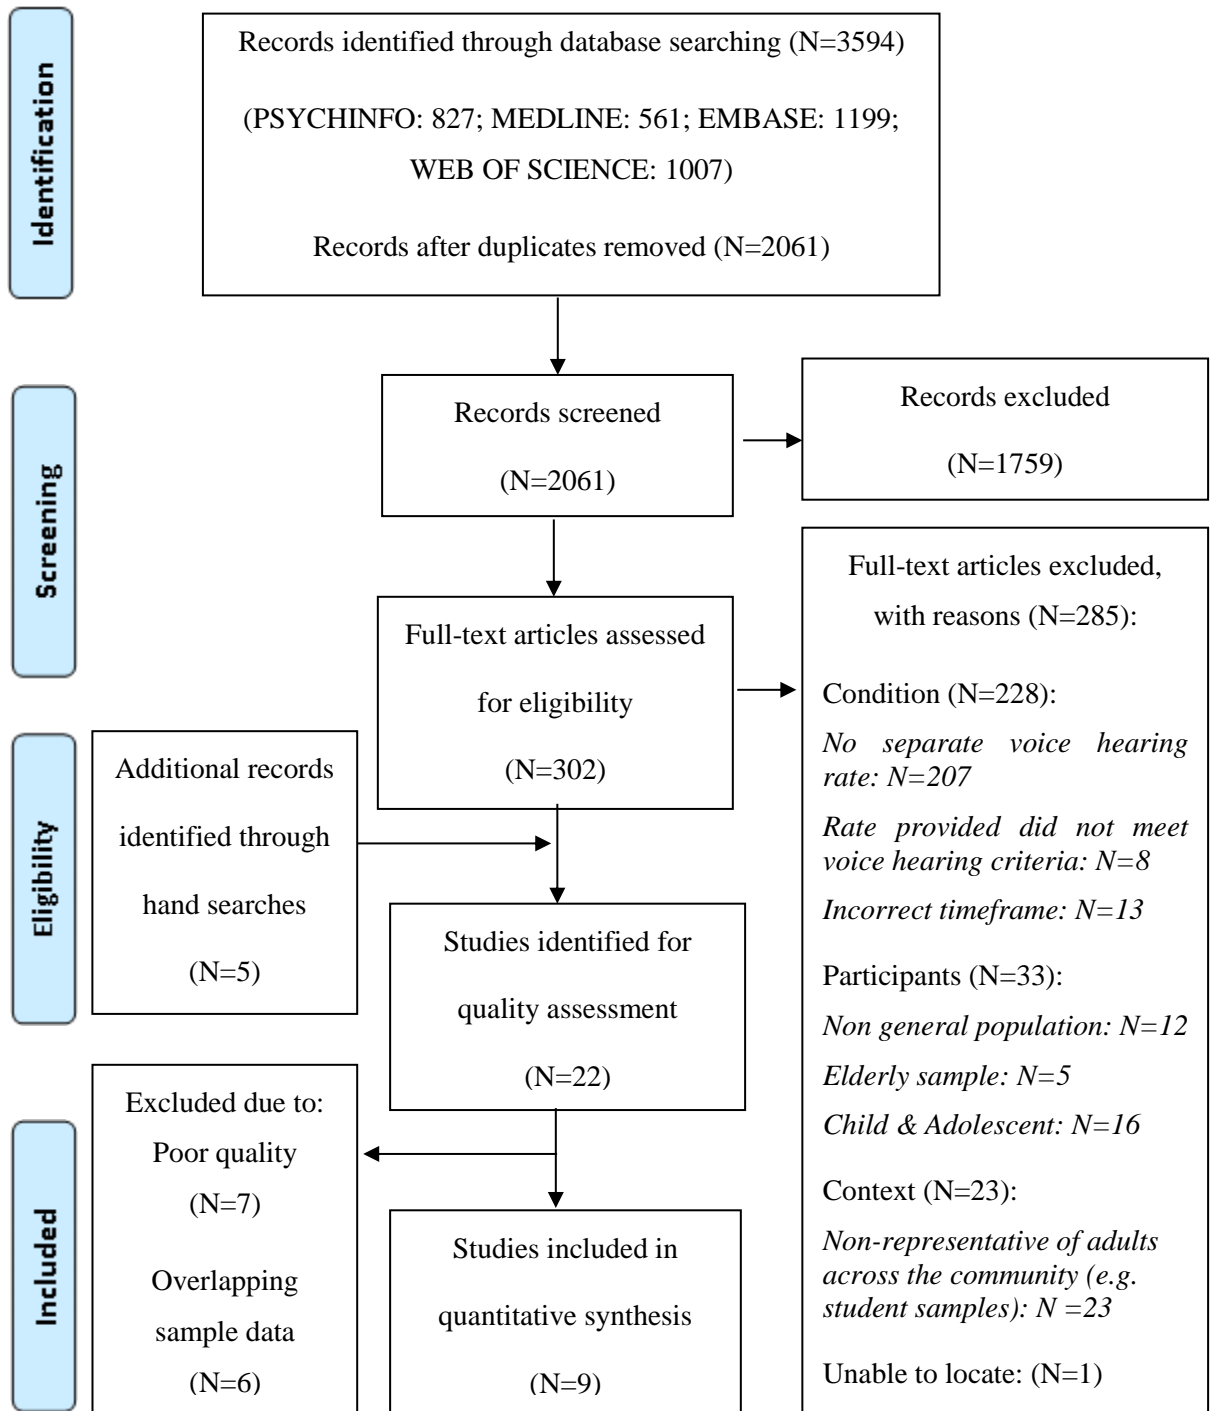 Identification
Records identified through database searching (N=3594)
(PSYCHINFO: 827; MEDLINE: 561; EMBASE: 1199;
WEB OF SCIENCE: 1007)
Records after duplicates removed (N=2061)
Screening
Records screened
(N=2061)
Records excluded
(N=1759)
Full-text articles assessed
for eligibility
(N=302)
Full-text articles excluded,
with reasons (N=285):
Condition (N=228):
No separate voice hearing
rate: N=207
Rate provided did not meet
voice hearing criteria: N=8
Incorrect timeframe: N=13
Participants (N=33):
Non general population: N=12
Elderly sample: N=5
Child & Adolescent: N=16
Context (N=23):
Non-representative of adults
across the community (e.g.
student samples): N =23
Unable to locate: (N=1)
Eligibility
Additional records
identified through
hand searches
(N=5)
Studies identified for
quality assessment
(N=22)
Included
Excluded due to:
Poor quality
(N=7)
Overlapping
sample data
(N=6)
Studies included in
quantitative synthesis
(N=9)